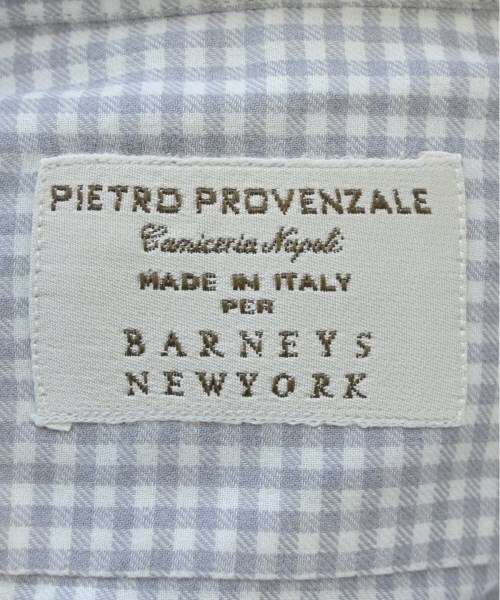 PIETRO PROVENZALE
Camiceria Napoli
MADE IN ITALY
PER
BARNEYS
NEWYORK